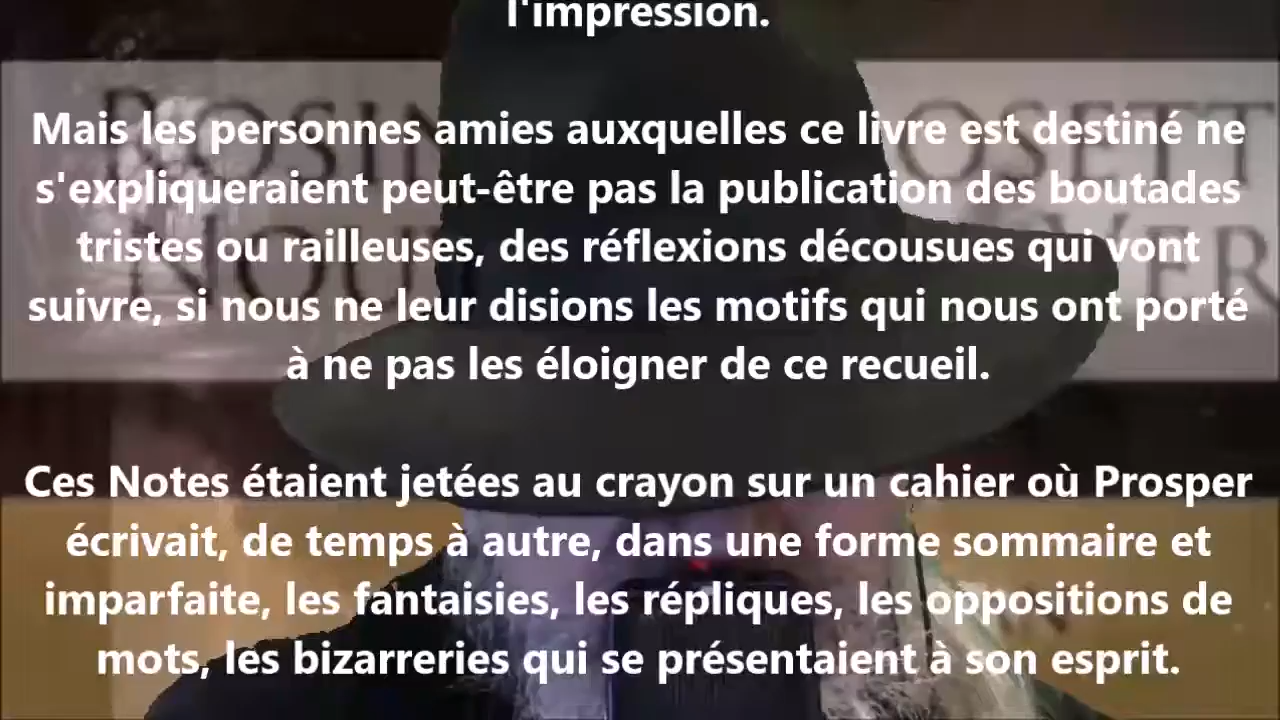 l'impression.
Mais les personnes amies auxquelles ce livre est destiné ne
s'expliqueraient peut-être pas la publication des boutades
tristes ou railleuses, des réflexions décousues qui vont
suivre, si nous ne leur disions les motifs qui nous ont porté
à ne pas les éloigner de ce recueil.
Ces Notes étaient jetées au crayon sur un cahier où Prosper
écrivait, de temps à autre, dans une forme sommaire et
imparfaite, les fantaisies, les répliques, les oppositions de
mots, les bizarreries qui se présentaient à son esprit.